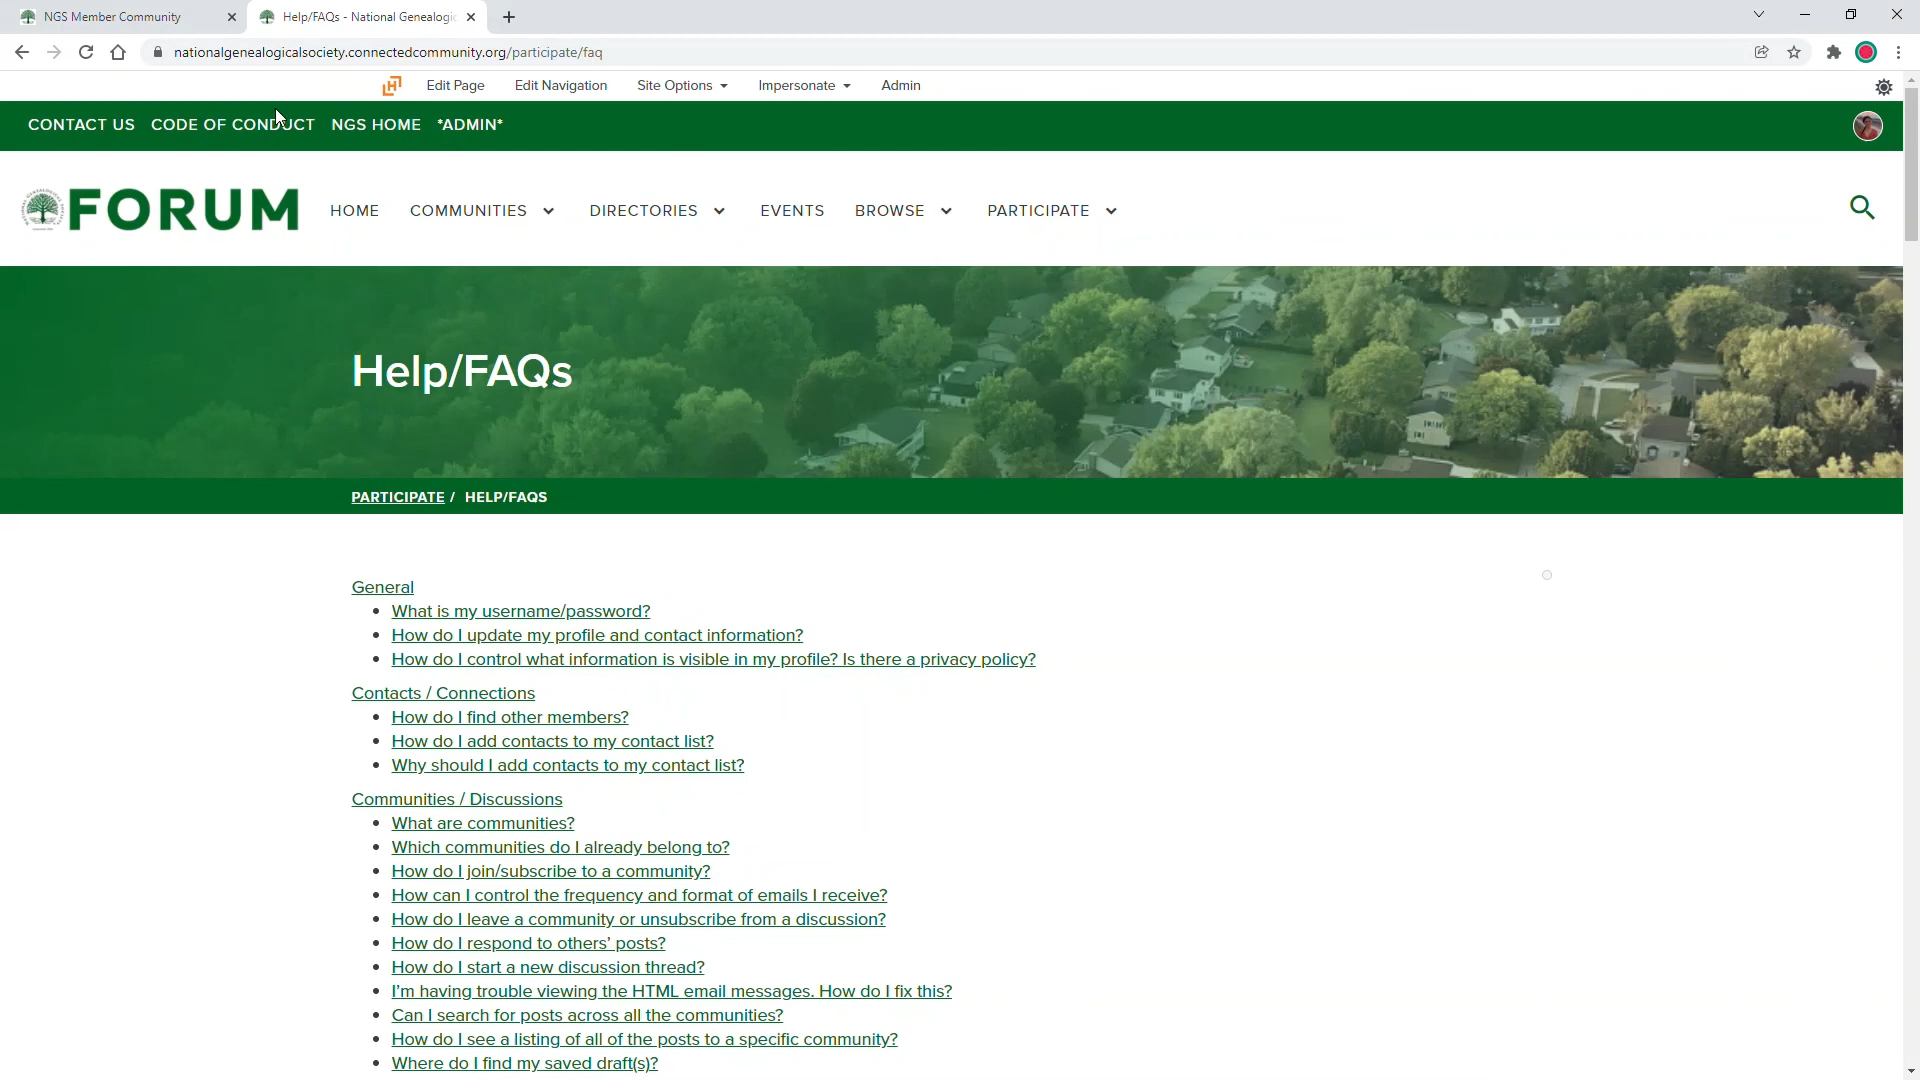 NGS Member Community
Help/FAQs - National Genealogic
nationalgenealogicalsociety.connectedcommunity.org/participate/faq
Edit Page Edit Navigation Site Options Impersonate Admin
CONTACT US CODE OF CONDUCT NGS HOME *ADMIN*
FORUM
HOME COMMUNITIES DIRECTORIES EVENTS BROWSE PARTICIPATE
Help/FAQs
PARTICIPATE / HELP/FAQS
General
• What is my username/password?
• How do I update my profile and contact information?
• How do I control what information is visible in my profile? Is there a privacy policy?
Contacts / Connections
• How do I find other members?
• How do I add contacts to my contact list?
• Why should I add contacts to my contact list?
Communities / Discussions
• What are communities?
• Which communities do I already belong to?
• How do I join/subscribe to a community?
• How can I control the frequency and format of emails I receive?
• How do I leave a community or unsubscribe from a discussion?
• How do I respond to others’ posts?
• How do I start a new discussion thread?
• I’m having trouble viewing the HTML email messages. How do I fix this?
• Can I search for posts across all the communities?
• How do I see a listing of all of the posts to a specific community?
• Where do I find my saved draft(s)?